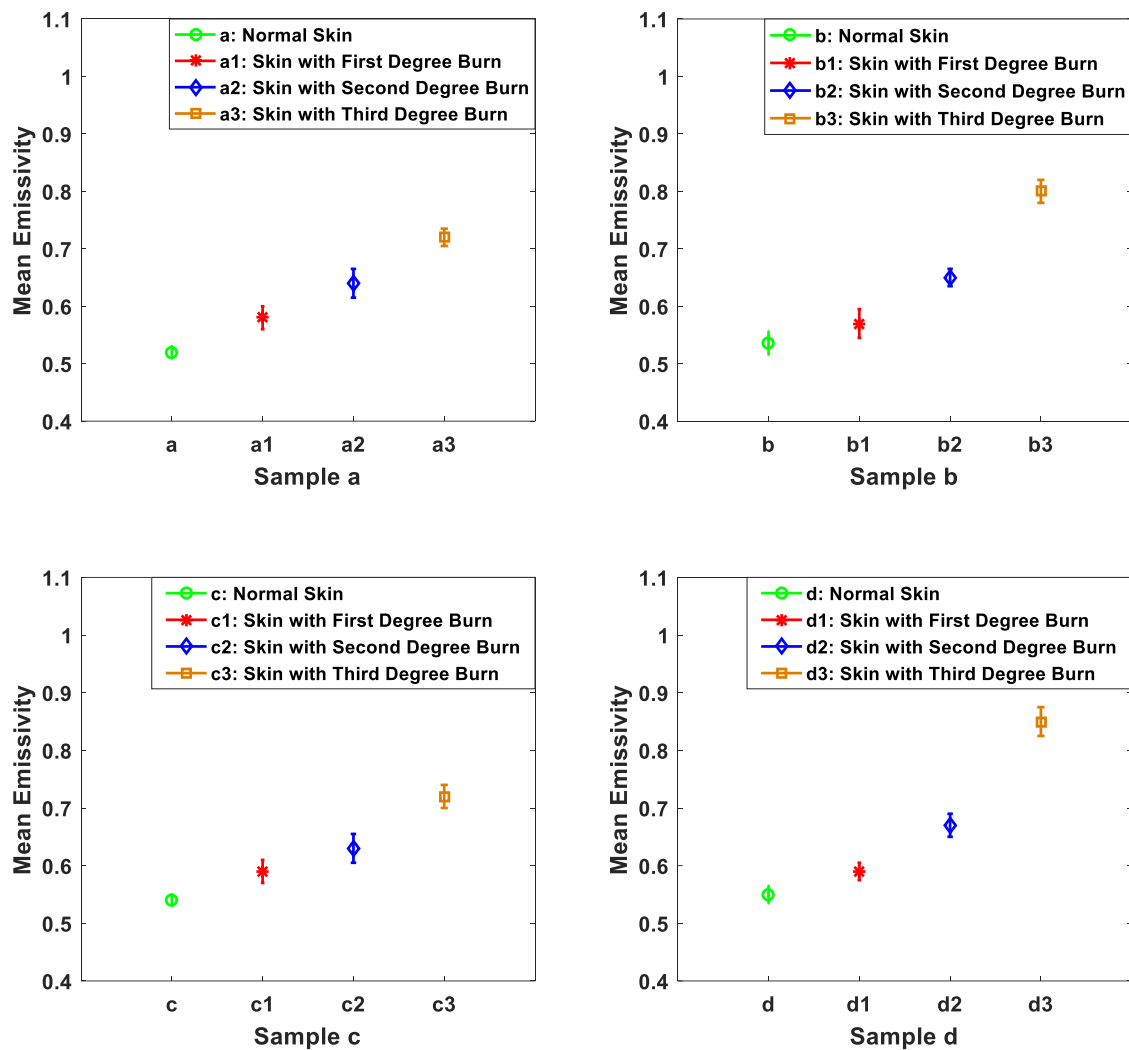 1.1
1
0.9
0.8
0.7
0.6
0.5
0.4
Mean Emissivity
a: Normal Skin
a1: Skin with First Degree Burn
a2: Skin with Second Degree Burn
a3: Skin with Third Degree Burn
a a1 a2 a3
Sample a
1.1
1
0.9
0.8
0.7
0.6
0.5
0.4
Mean Emissivity
b: Normal Skin
b1: Skin with First Degree Burn
b2: Skin with Second Degree Burn
b3: Skin with Third Degree Burn
b b1 b2 b3
Sample b
1.1
1
0.9
0.8
0.7
0.6
0.5
0.4
Mean Emissivity
c: Normal Skin
c1: Skin with First Degree Burn
c2: Skin with Second Degree Burn
c3: Skin with Third Degree Burn
c c1 c2 c3
Sample c
1.1
1
0.9
0.8
0.7
0.6
0.5
0.4
Mean Emissivity
d: Normal Skin
d1: Skin with First Degree Burn
d2: Skin with Second Degree Burn
d3: Skin with Third Degree Burn
d d1 d2 d3
Sample d